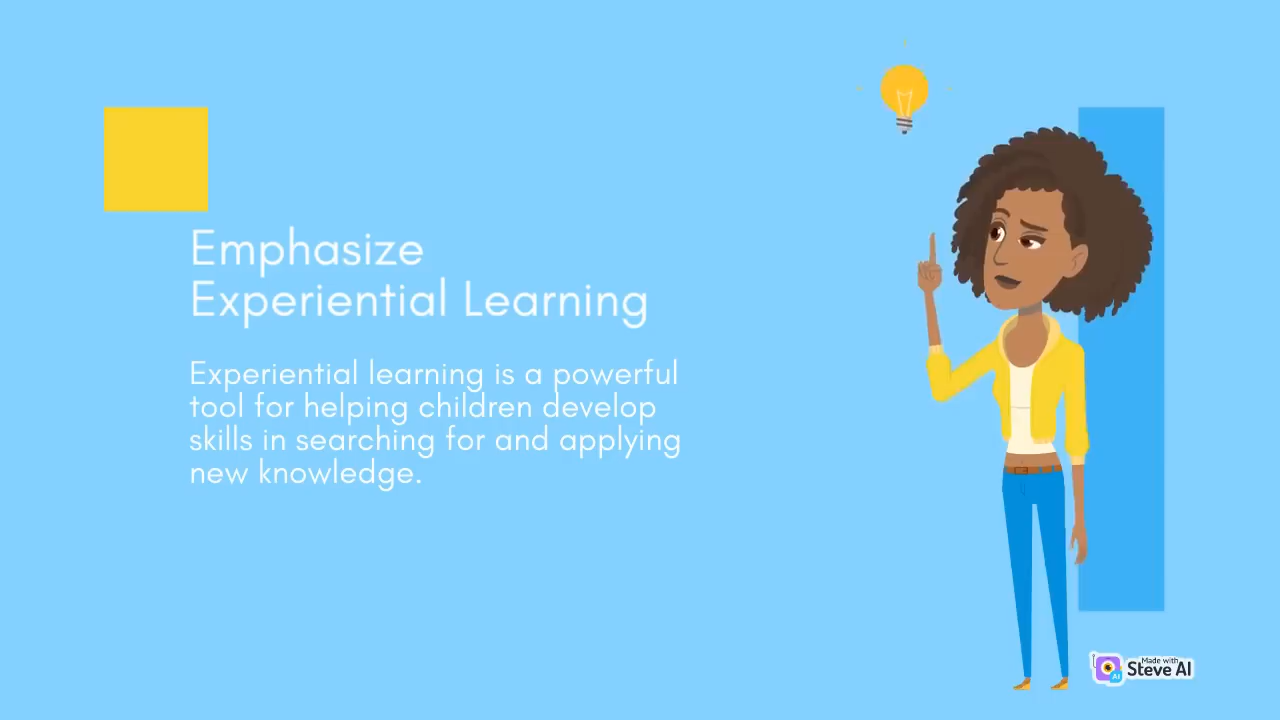 Emphasize
Experiential Learning
Experiential learning is a powerful
tool for helping children develop
skills in searching for and applying
new knowledge.
Made with
Steve AI
AI